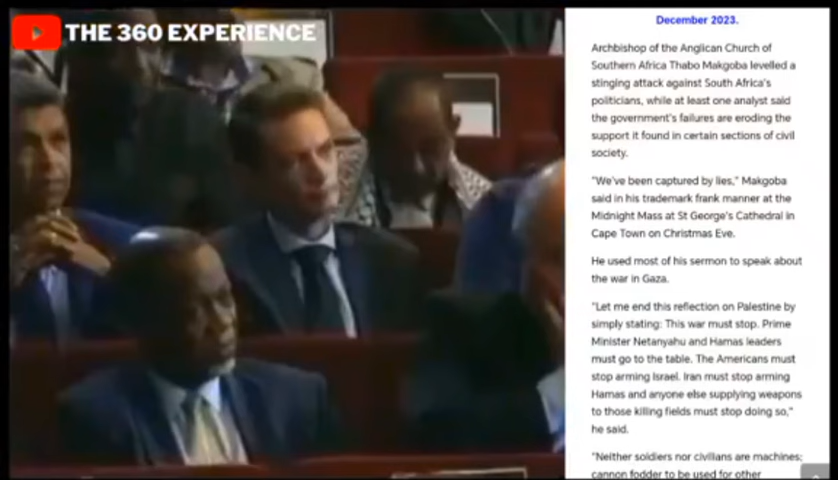 THE 360 EXPERIENCE
December 2023.
Archbishop of the Anglican Church of
Southern Africa Thabo Makgoba levelled a
stinging attack against South Africa's
politicians, while at least one analyst said
the government's failures are eroding the
support it found in certain sections of civil
society.
"We've been captured by lies," Makgoba
said in his trademark frank manner at the
Midnight Mass at St George's Cathedral in
Cape Town on Christmas Eve.
He used most of his sermon to speak about
the war in Gaza.
"Let me end this reflection on Palestine by
simply stating: This war must stop. Prime
Minister Netanyahu and Hamas leaders
must go to the table. The Americans must
stop arming Israel. Iran must stop arming
Hamas and anyone else supplying weapons
to those killing fields must stop doing so,"
he said.
"Neither soldiers nor civilians are machines;
cannon fodder to be used for other